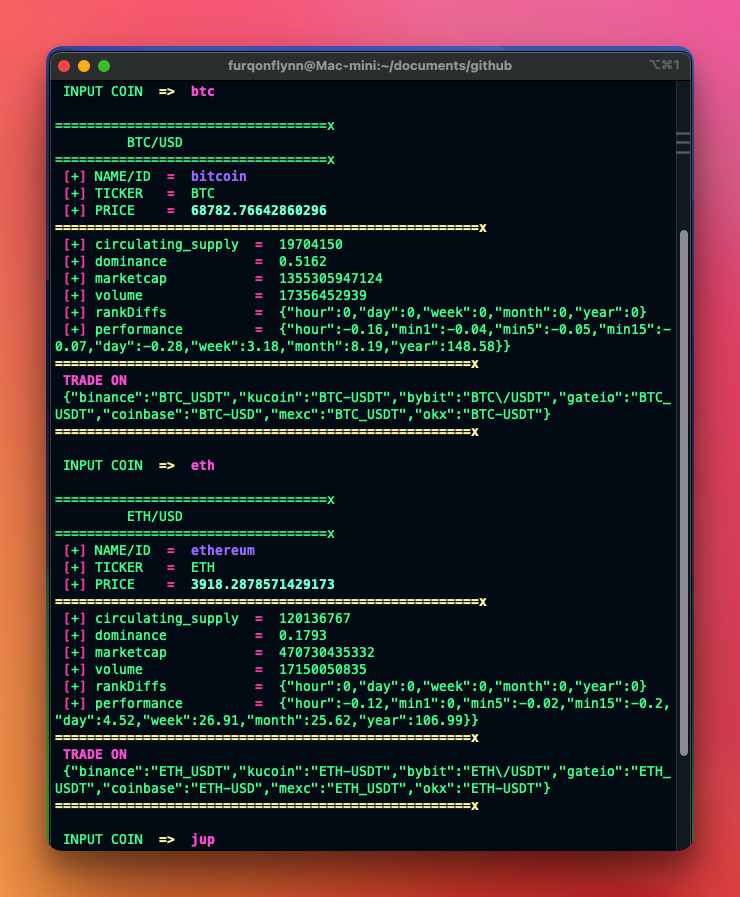 furqonflynn@Mac-mini:~/documents/github ⌥⌘1
INPUT COIN => btc
==================================x
BTC/USD
==================================x
[+] NAME/ID = bitcoin
[+] TICKER = BTC
[+] PRICE = 68782.76642860296
=====================================================x
[+] circulating_supply = 19704150
[+] dominance = 0.5162
[+] marketcap = 1355305947124
[+] volume = 17356452939
[+] rankDiffs = {"hour":0,"day":0,"week":0,"month":0,"year":0}
[+] performance = {"hour":-0.16,"min1":-0.04,"min5":-0.05,"min15":-
0.07,"day":-0.28,"week":3.18,"month":8.19,"year":148.58}}
====================================================x
TRADE ON
{"binance":"BTC_USDT","kucoin":"BTC-USDT","bybit":"BTC\/USDT","gateio":"BTC_
USDT","coinbase":"BTC-USD","mexc":"BTC_USDT","okx":"BTC-USDT"}
====================================================x
INPUT COIN => eth
==================================x
ETH/USD
==================================x
[+] NAME/ID = ethereum
[+] TICKER = ETH
[+] PRICE = 3918.2878571429173
=====================================================x
[+] circulating_supply = 120136767
[+] dominance = 0.1793
[+] marketcap = 470730435332
[+] volume = 17150050835
[+] rankDiffs = {"hour":0,"day":0,"week":0,"month":0,"year":0}
[+] performance = {"hour":-0.12,"min1":0,"min5":-0.02,"min15":-0.2,
"day":4.52,"week":26.91,"month":25.62,"year":106.99}}
====================================================x
TRADE ON
{"binance":"ETH_USDT","kucoin":"ETH-USDT","bybit":"ETH\/USDT","gateio":"ETH_
USDT","coinbase":"ETH-USD","mexc":"ETH_USDT","okx":"ETH-USDT"}
====================================================x
INPUT COIN => jup